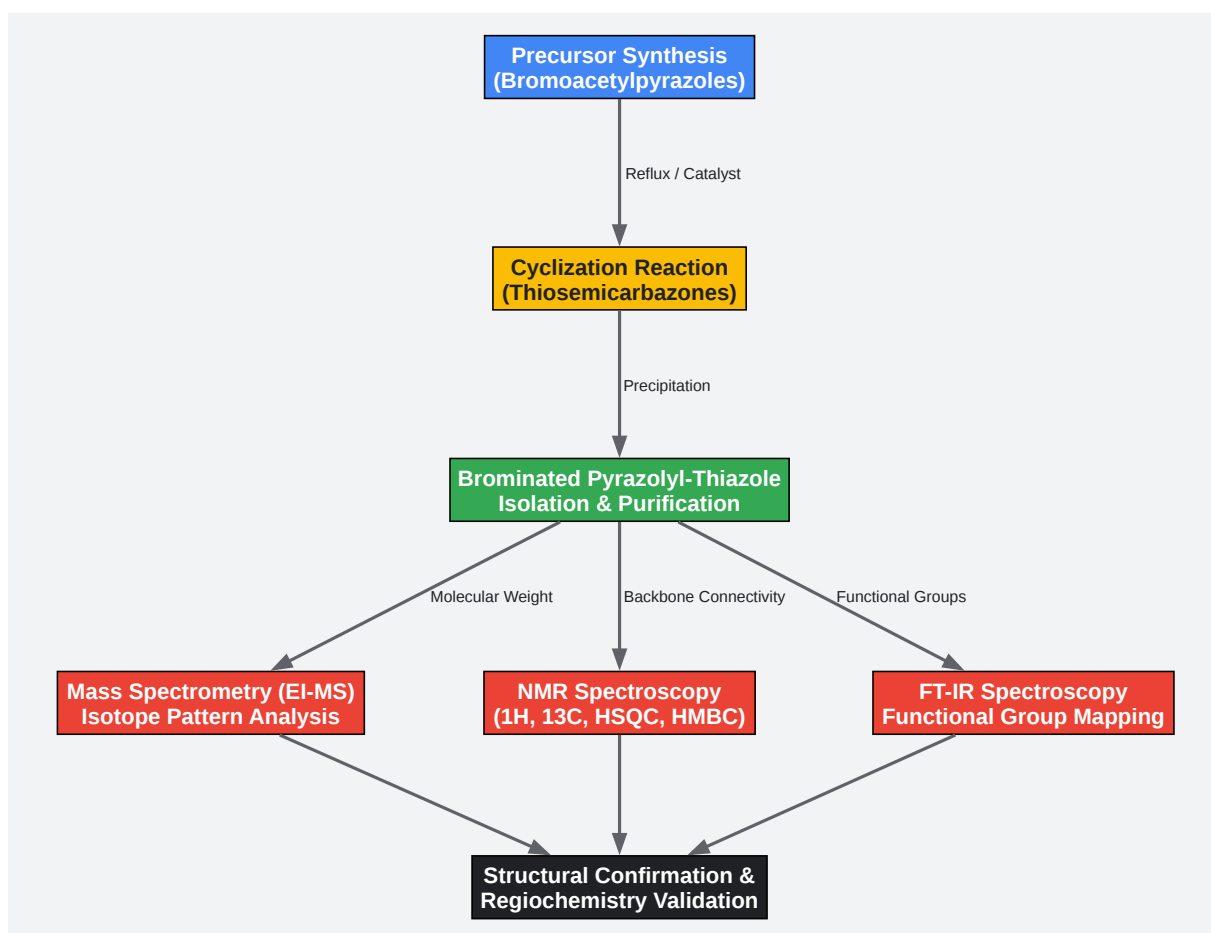 Precursor Synthesis
(Bromoacetylpyrazoles)
Reflux / Catalyst
Cyclization Reaction
(Thiosemicarbazones)
Precipitation
Brominated Pyrazolyl-Thiazole
Isolation & Purification
Molecular Weight
Backbone Connectivity
Functional Groups
Mass Spectrometry (EI-MS)
Isotope Pattern Analysis
NMR Spectroscopy
(1H, 13C, HSQC, HMBC)
FT-IR Spectroscopy
Functional Group Mapping
Structural Confirmation &
Regiochemistry Validation